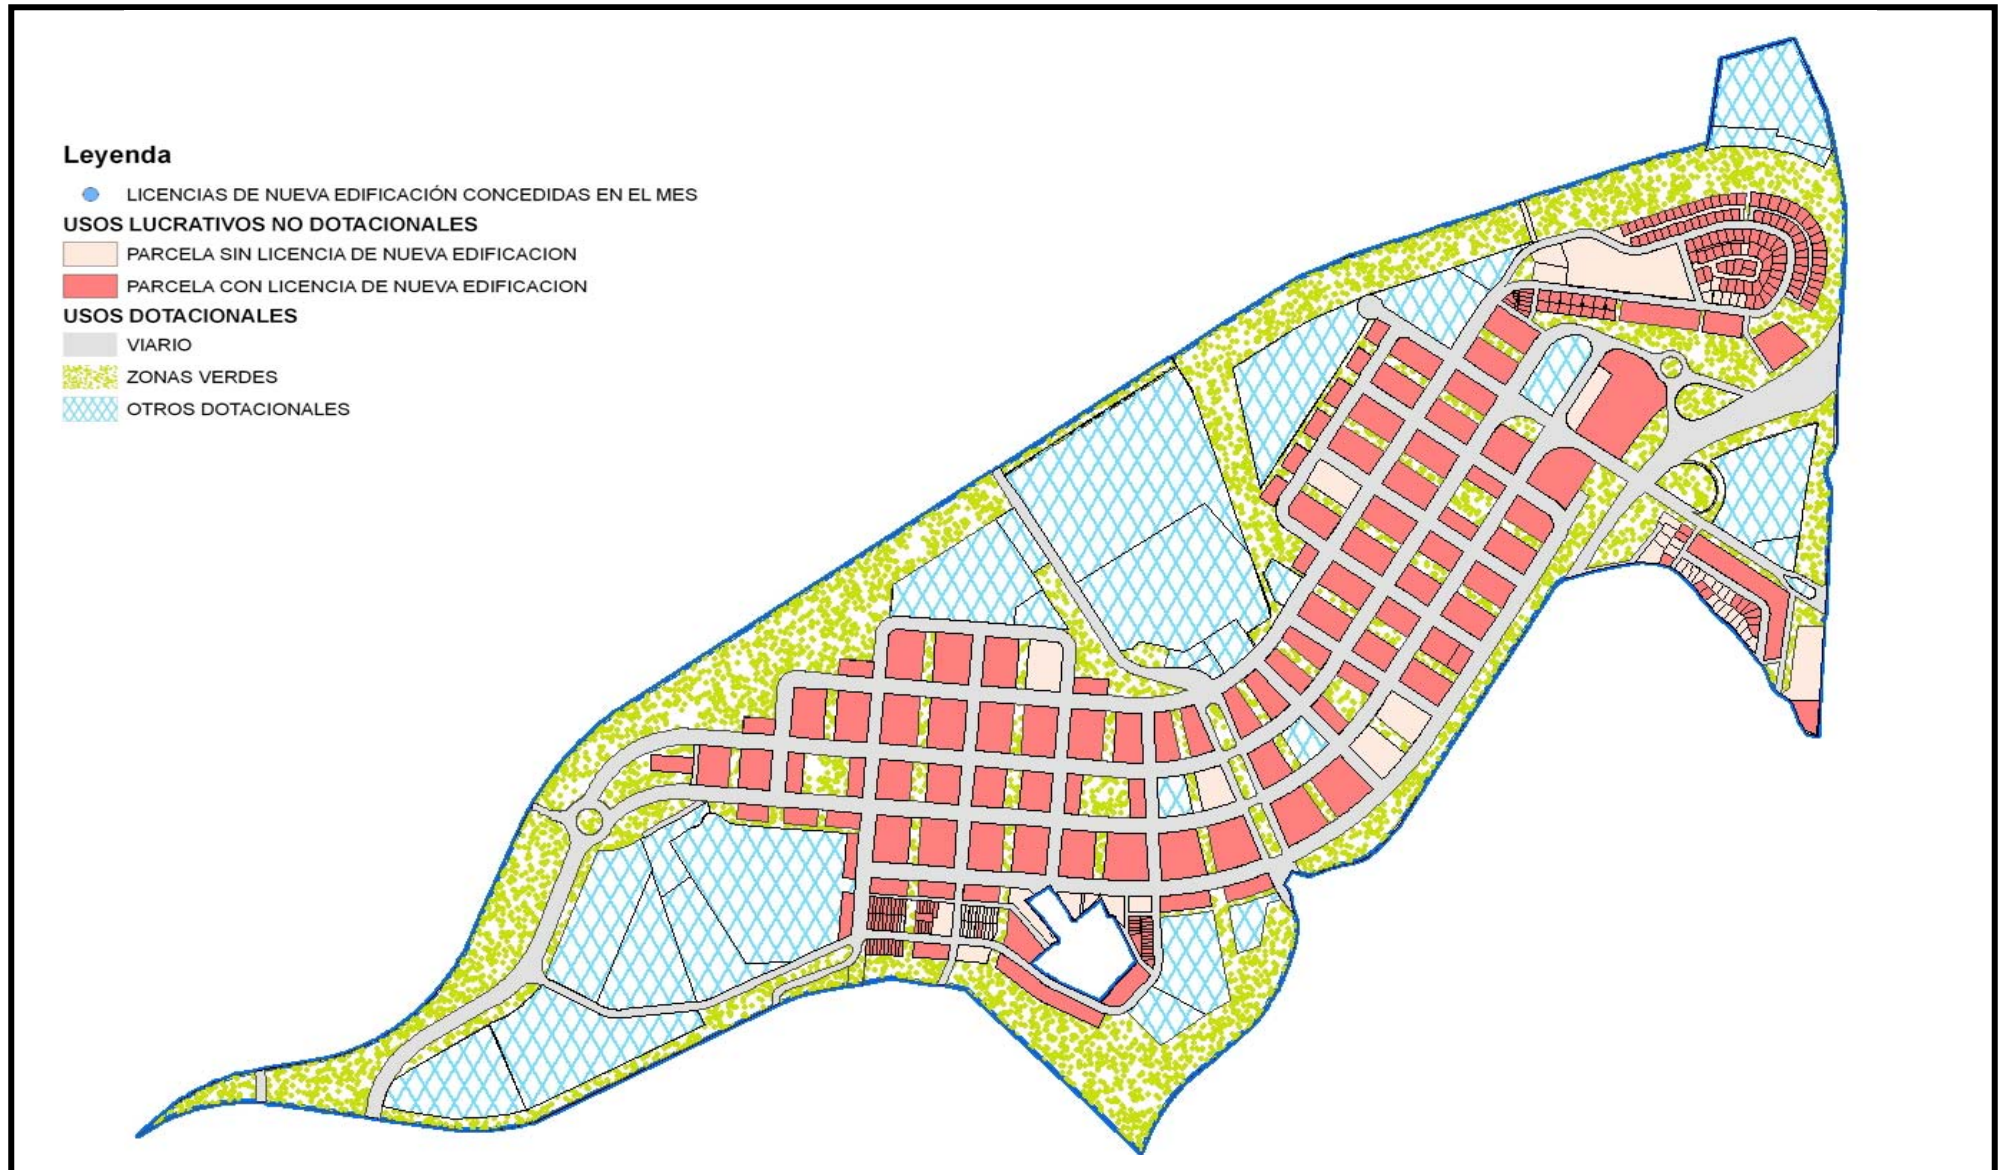 Leyenda
LICENCIAS DE NUEVA EDIFICACIÓN CONCEDIDAS EN EL MES
USOS LUCRATIVOS NO DOTACIONALES
PARCELA SIN LICENCIA DE NUEVA EDIFICACION
PARCELA CON LICENCIA DE NUEVA EDIFICACION
USOS DOTACIONALES
VIARIO
ZONAS VERDES
OTROS DOTACIONALES